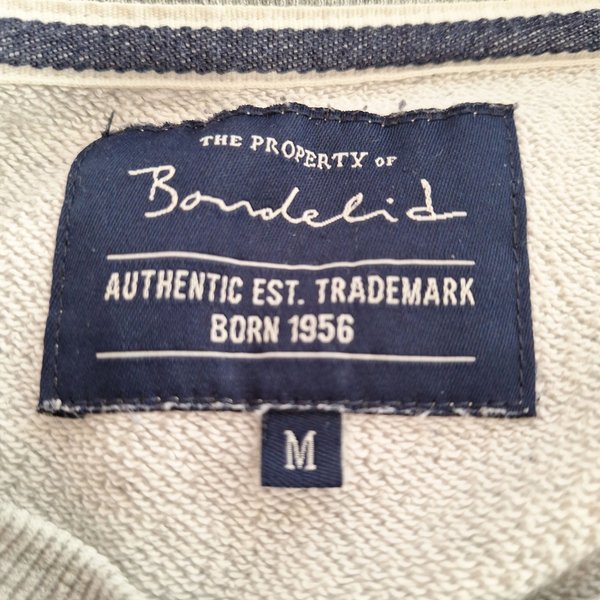 THE PROPERTY OF
Bondelid
AUTHENTIC EST. TRADEMARK
BORN 1956
M